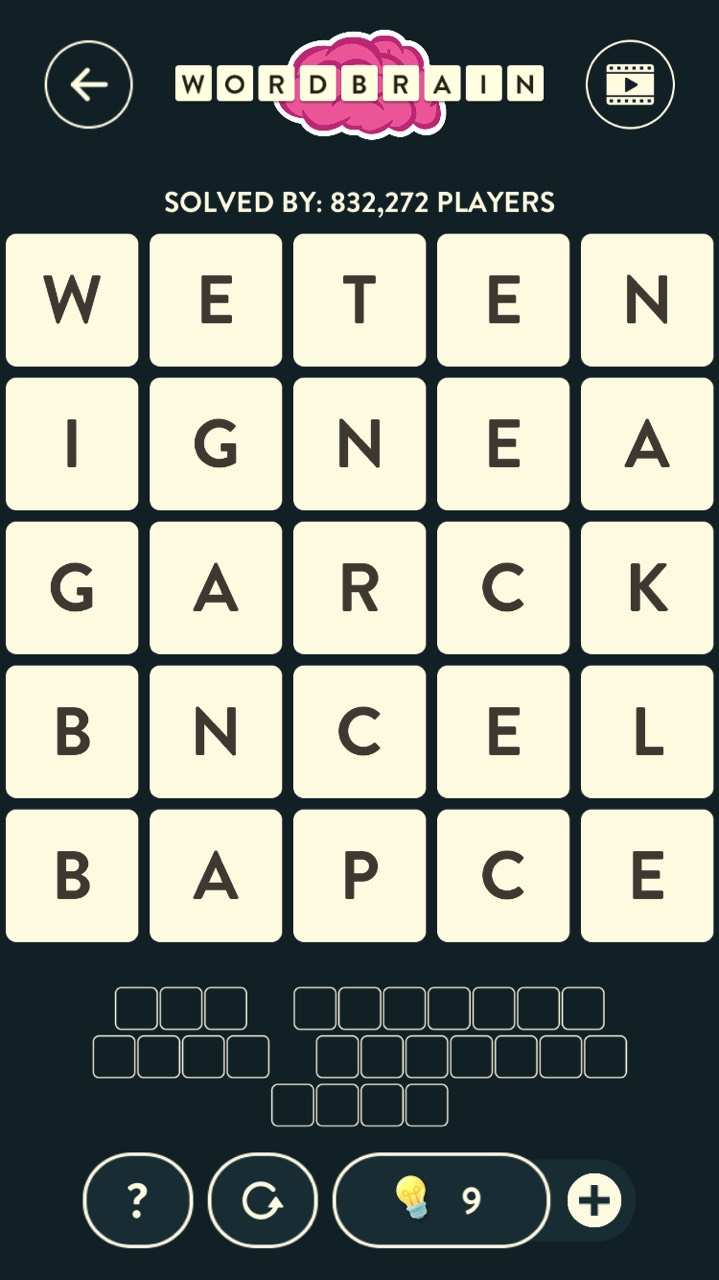 WORDBRAIN
SOLVED BY: 832,272 PLAYERS
W E T E N
I G N E A
G A R C K
B N C E L
B A P C E
? 9 +